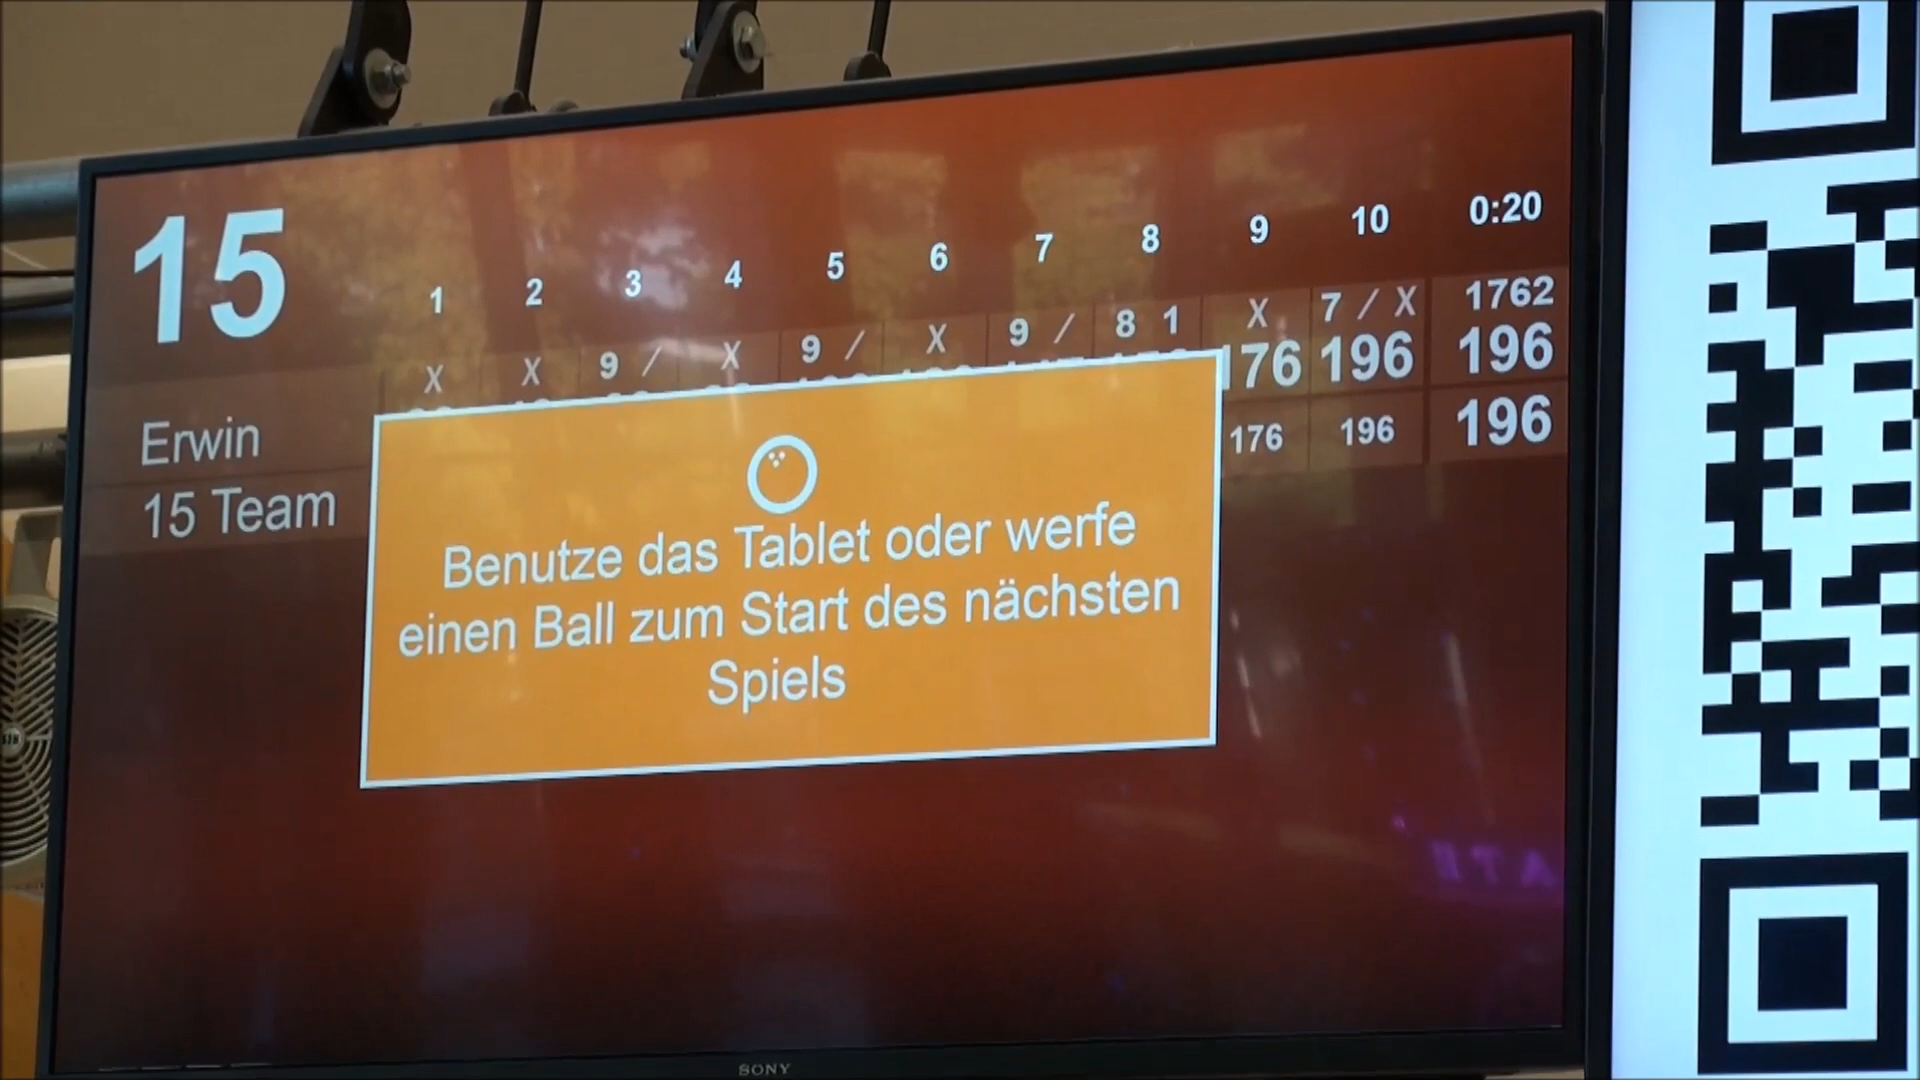 15
1 2 3 4 5 6 7 8 9 10 0:20
X X 9 / X 9 / X 9 / 8 1 X 7 / X 1762
176 196 196
Erwin
176 196 196
15 Team
Benutze das Tablet oder werfe
einen Ball zum Start des nächsten
Spiels
SONY